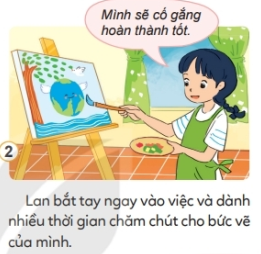 Mình sẽ cố gắng
hoàn thành tốt.
2
Lan bắt tay ngay vào việc và dành
nhiều thời gian chăm chút cho bức vẽ
của mình.